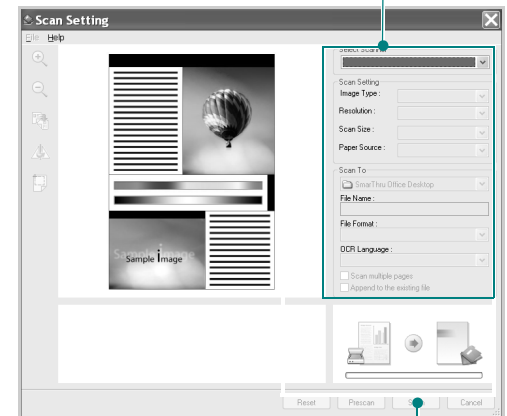 Scan Setting
File Help
Select Scanner
Scan Setting
Image Type :
Resolution :
Scan Size :
Paper Source :
Scan To
SmarThru Office Desktop
File Name :
File Format :
OCR Language :
Scan multiple pages
Append to the existing file
Sample image
Reset Prescan Cancel